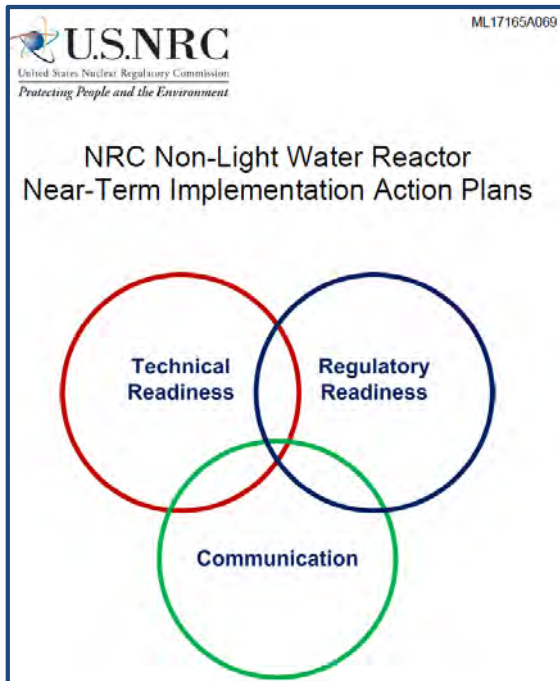 ML17165A069
U.S.NRC
United States Nuclear Regulatory Commission
Protecting People and the Environment
NRC Non-Light Water Reactor
Near-Term Implementation Action Plans
Technical
Readiness
Regulatory
Readiness
Communication